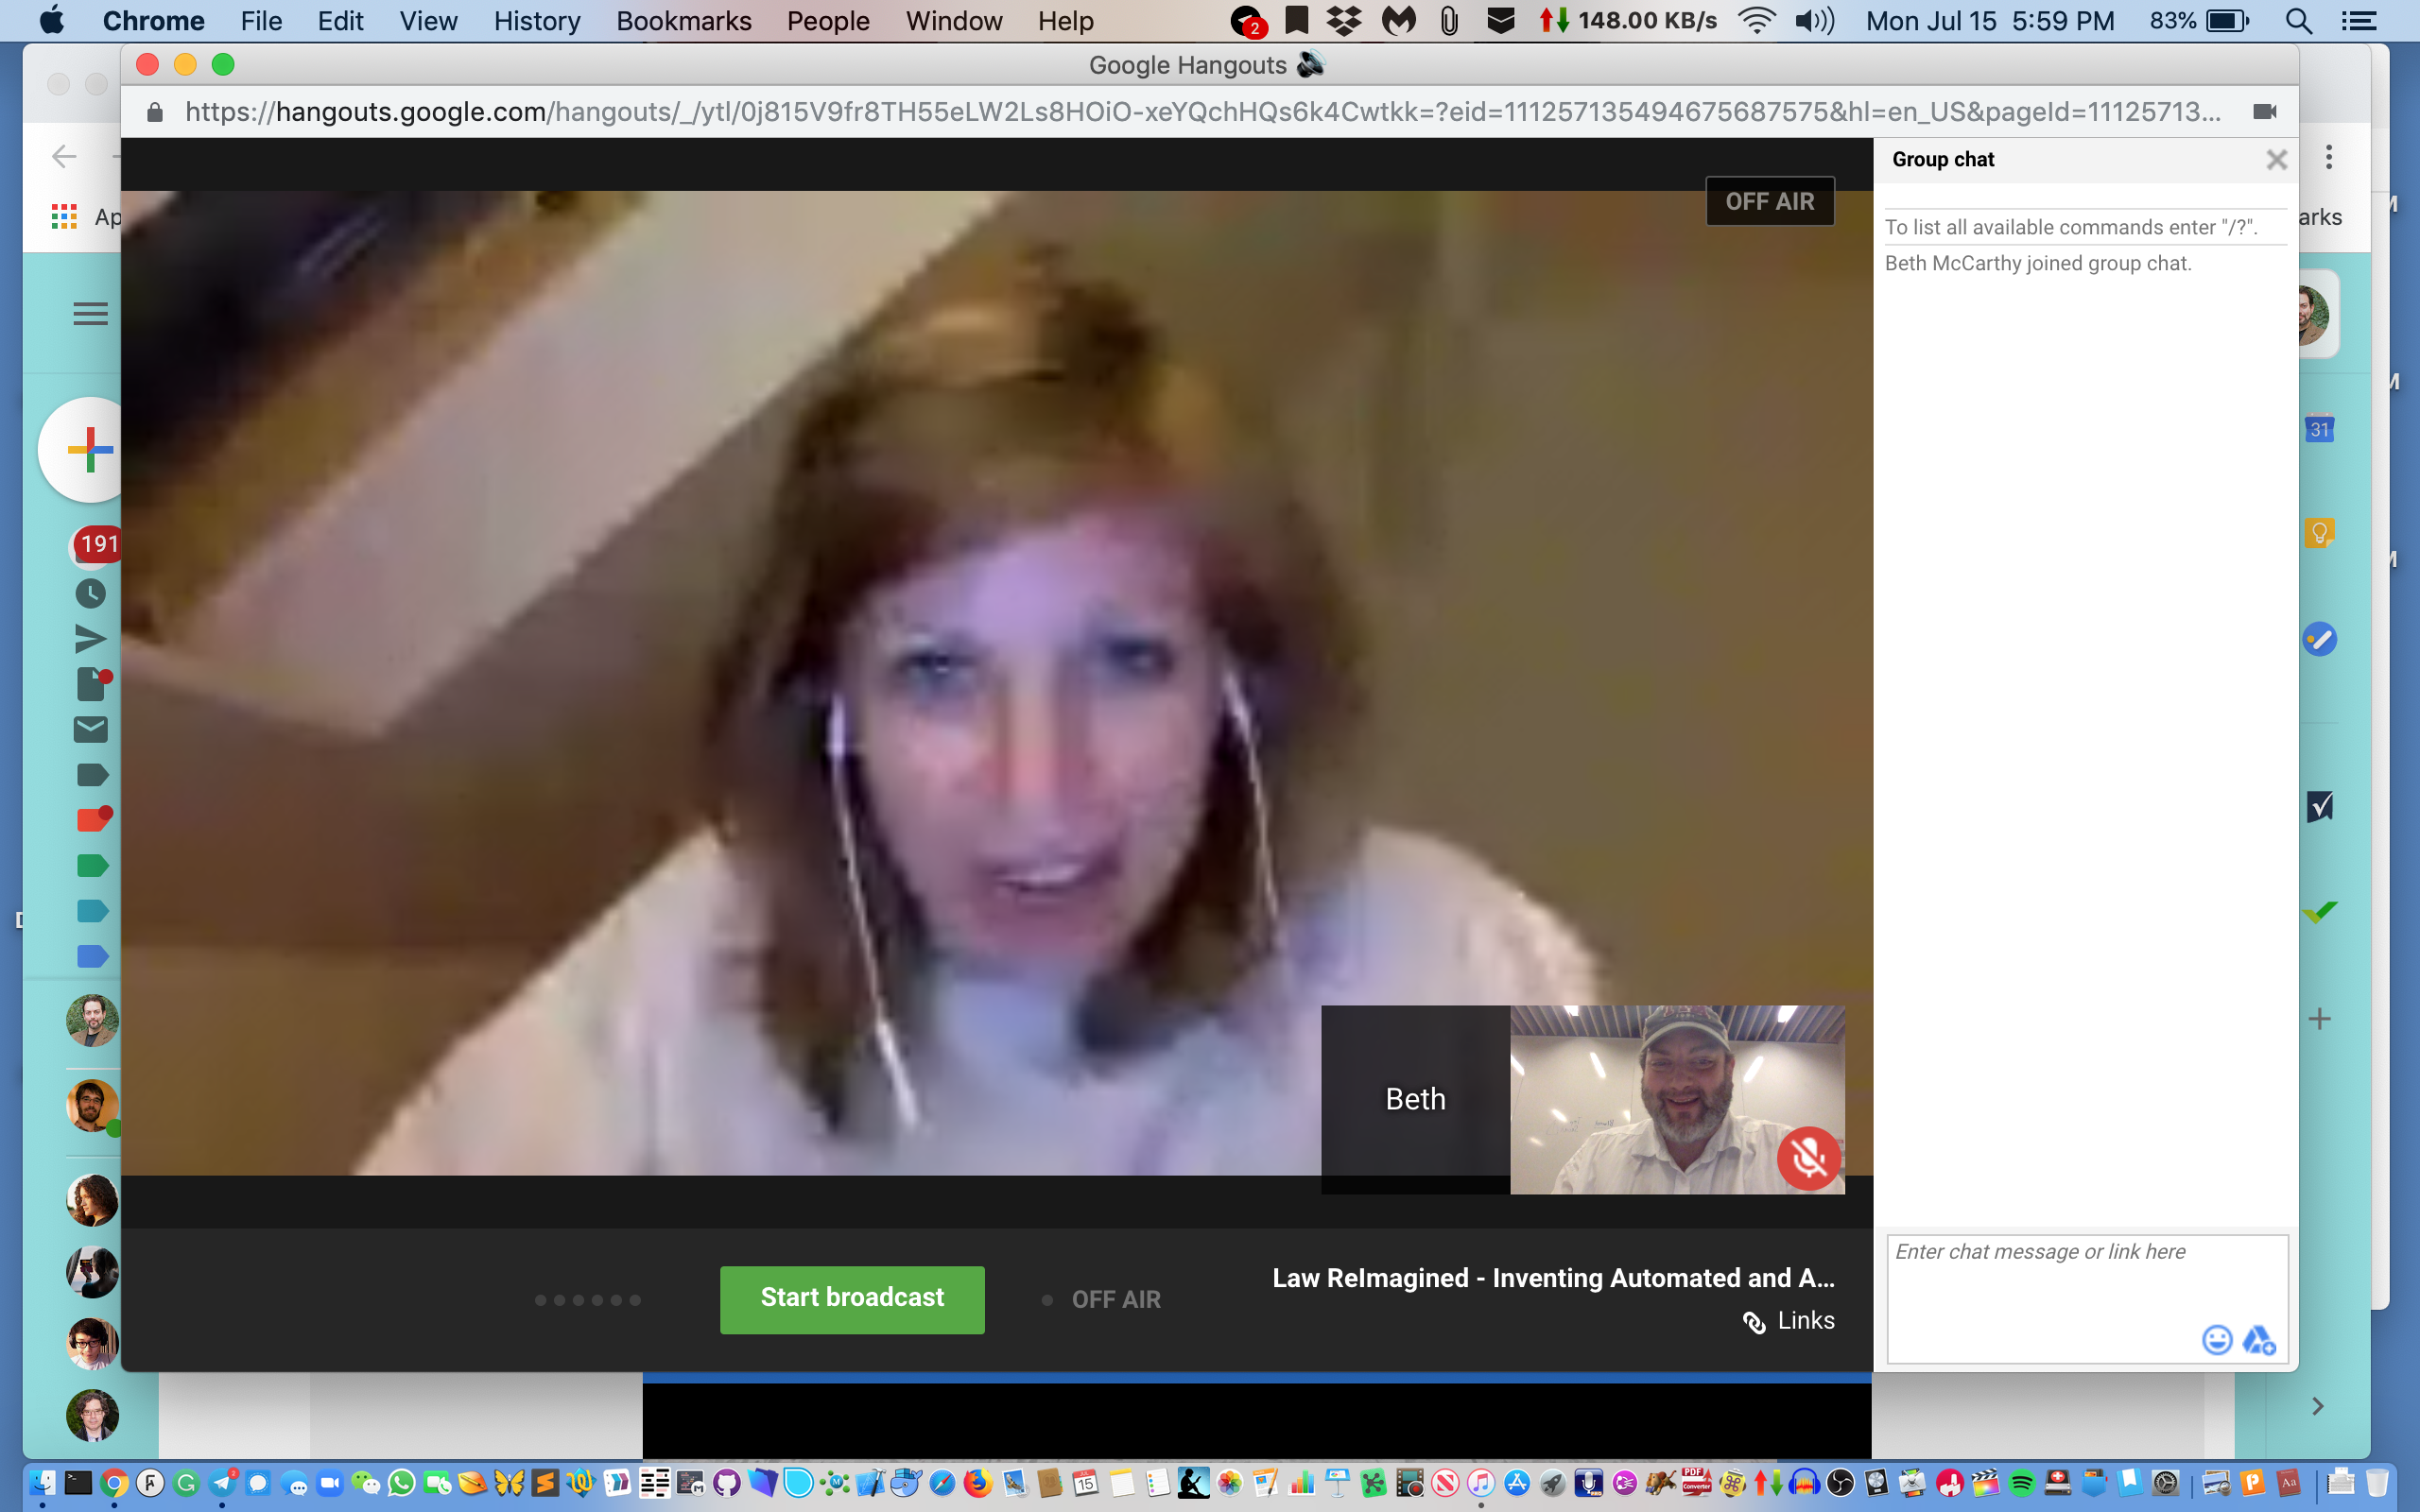 Chrome File Edit View History Bookmarks People Window Help 2 148.00 KB/s Mon Jul 15 5:59 PM 83%
Google Hangouts
https://hangouts.google.com/hangouts/_/ytl/0j815V9fr8TH55eLW2Ls8HOiO-xeYQchHQs6k4Cwtkk=?eid=111257135494675687575&hl=en_US&pageId=11125713...
Group chat
OFF AIR
Ap
arks
To list all available commands enter "/?".
Beth McCarthy joined group chat.
31
191
Beth
Enter chat message or link here
Law ReImagined - Inventing Automated and A...
Start broadcast
OFF AIR
Links
15